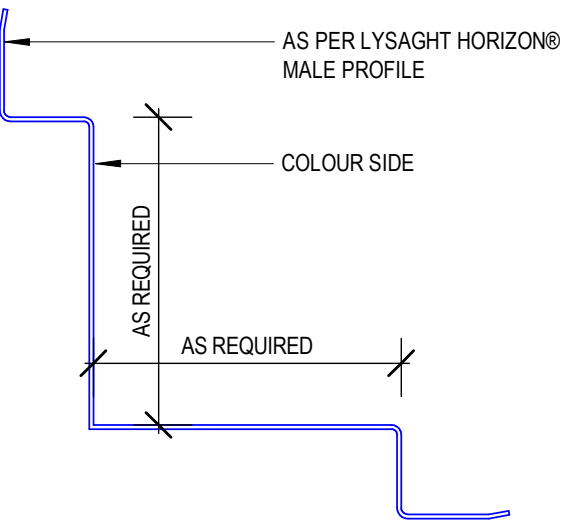 AS PER LYSAGHT HORIZON®
MALE PROFILE
COLOUR SIDE
AS REQUIRED
AS REQUIRED